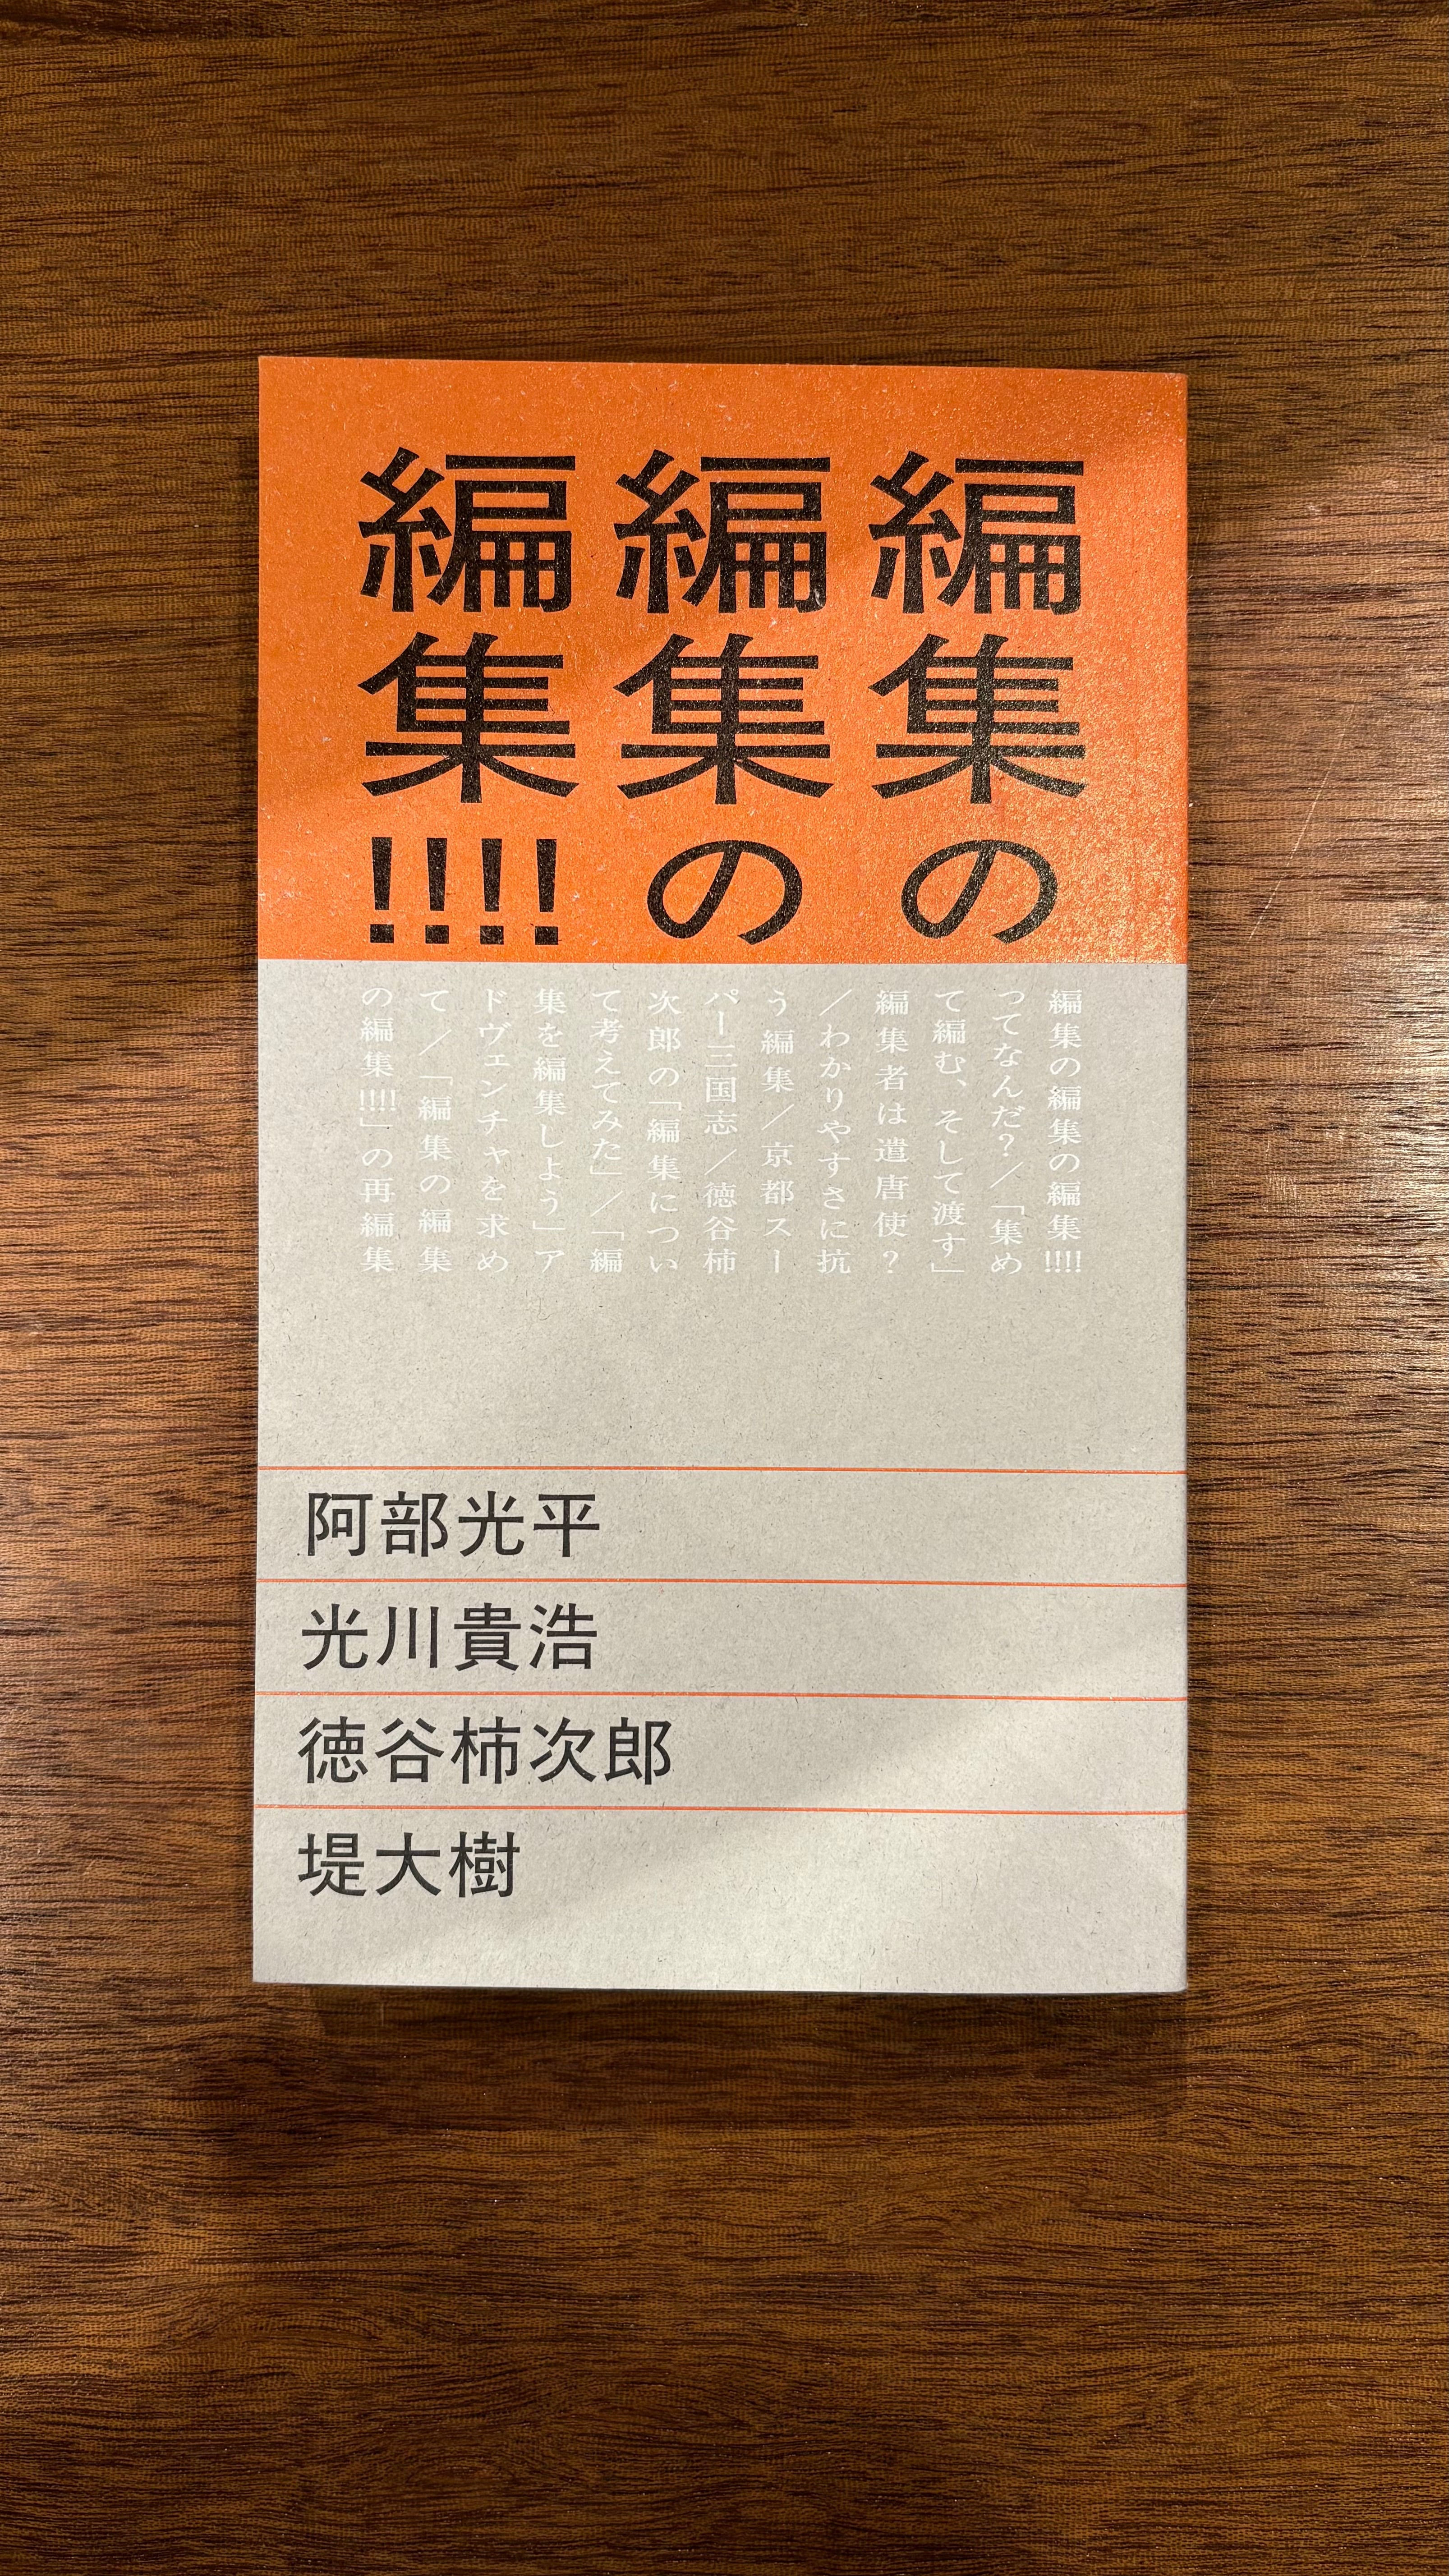 編集の
編集の
編集!!!!
編集の編集の編集!!!!
ってなんだ?／「集め
て編む、そして渡す」
編集者は遣唐使?
／わかりやすさに抗
う編集／京都スー
パー三国志／徳谷柿
次郎の「編集につい
て考えてみた」／「編
集を編集しよう」ア
ドヴェンチャを求め
て／「編集の編集
の編集!!!!」の再編集
阿部光平
光川貴浩
徳谷柿次郎
堤大樹